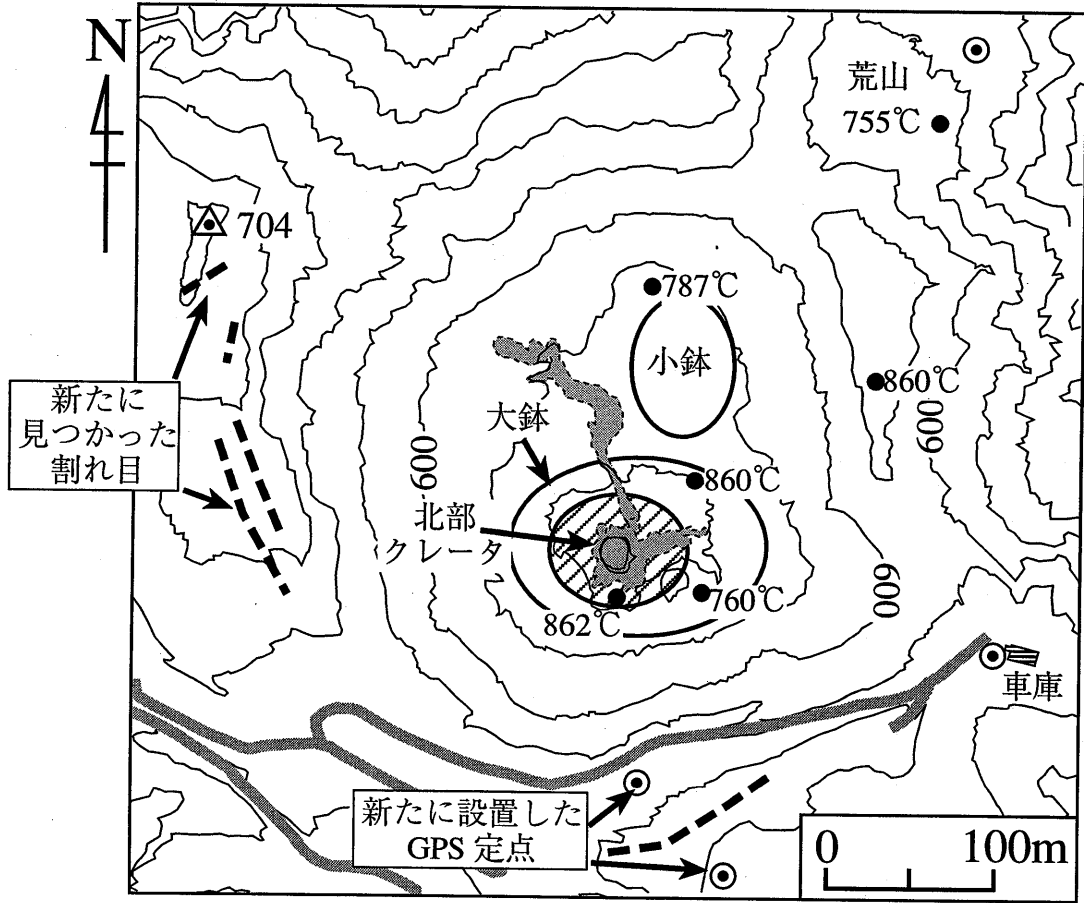 N
荒山
755℃
704
787℃
小鉢
860℃
新たに
見つかった
割れ目
大鉢
600
600
860℃
北部
クレータ
600
862℃
760℃
車庫
新たに設置した
GPS 定点
0 100m